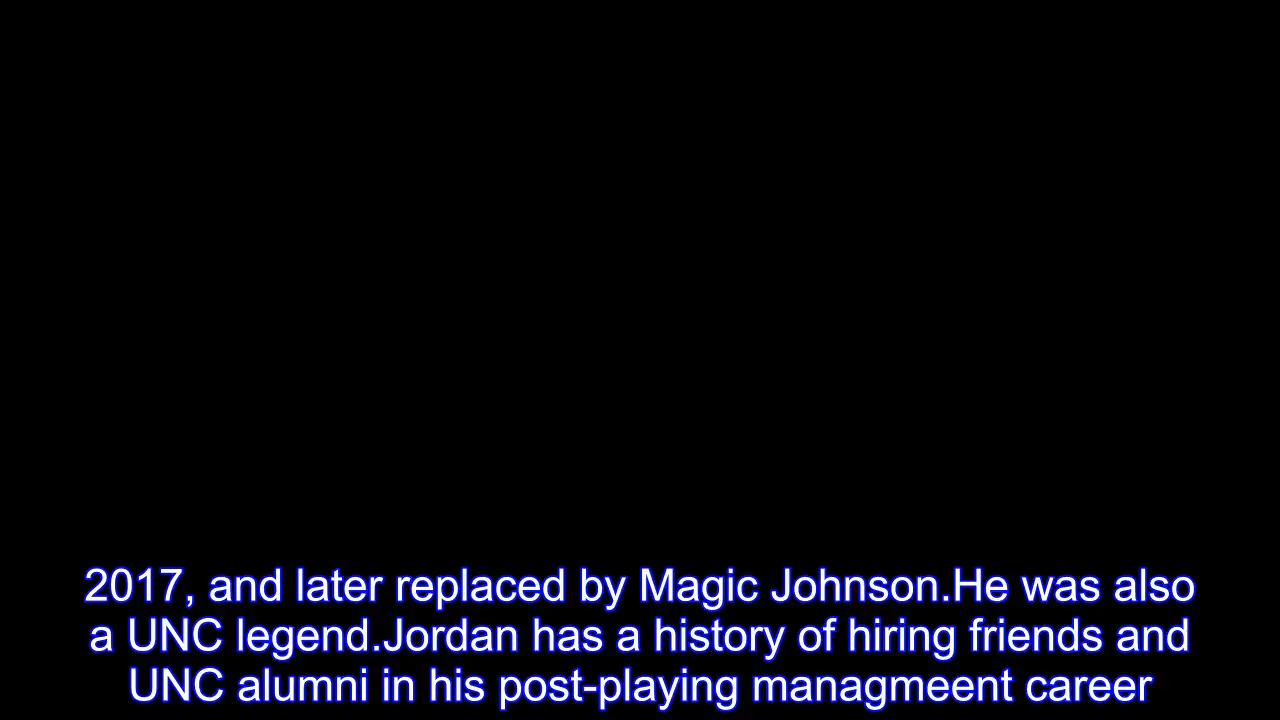 2017, and later replaced by Magic Johnson.He was also
a UNC legend.Jordan has a history of hiring friends and
UNC alumni in his post-playing managmeent career